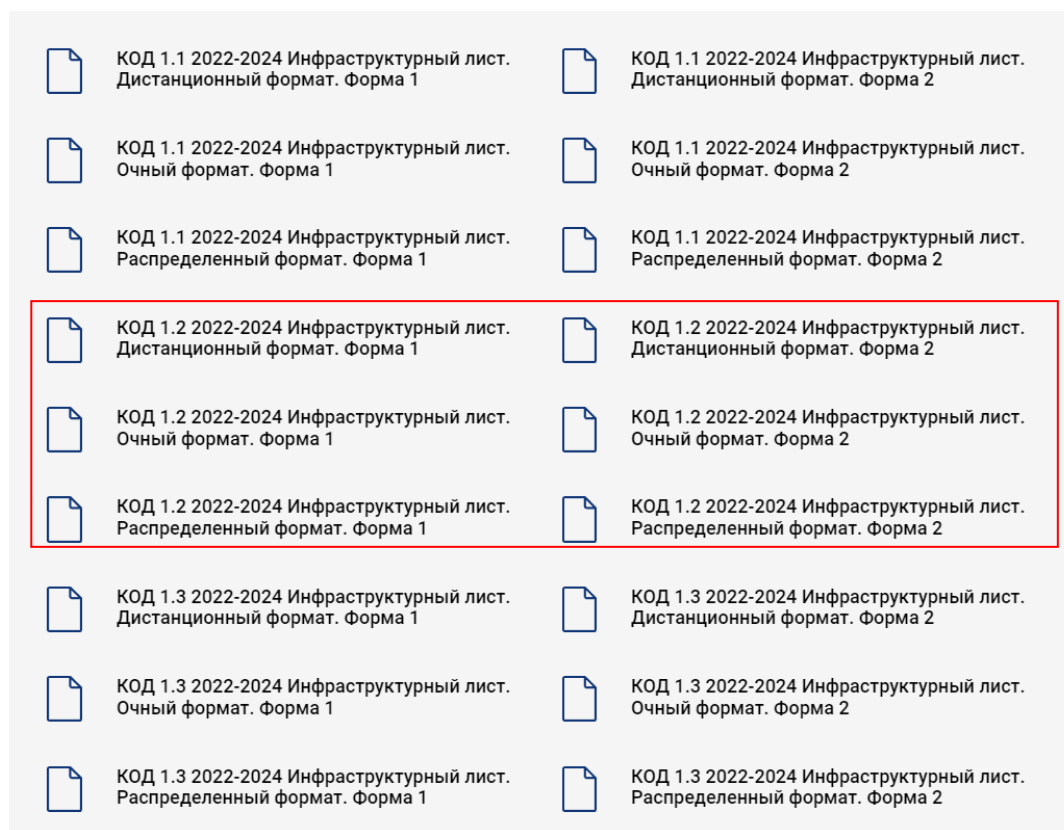 КОД 1.1 2022-2024 Инфраструктурный лист.
Дистанционный формат. Форма 1
КОД 1.1 2022-2024 Инфраструктурный лист.
Дистанционный формат. Форма 2
КОД 1.1 2022-2024 Инфраструктурный лист.
Очный формат. Форма 1
КОД 1.1 2022-2024 Инфраструктурный лист.
Очный формат. Форма 2
КОД 1.1 2022-2024 Инфраструктурный лист.
Распределенный формат. Форма 1
КОД 1.1 2022-2024 Инфраструктурный лист.
Распределенный формат. Форма 2
КОД 1.2 2022-2024 Инфраструктурный лист.
Дистанционный формат. Форма 1
КОД 1.2 2022-2024 Инфраструктурный лист.
Дистанционный формат. Форма 2
КОД 1.2 2022-2024 Инфраструктурный лист.
Очный формат. Форма 1
КОД 1.2 2022-2024 Инфраструктурный лист.
Очный формат. Форма 2
КОД 1.2 2022-2024 Инфраструктурный лист.
Распределенный формат. Форма 1
КОД 1.2 2022-2024 Инфраструктурный лист.
Распределенный формат. Форма 2
КОД 1.3 2022-2024 Инфраструктурный лист.
Дистанционный формат. Форма 1
КОД 1.3 2022-2024 Инфраструктурный лист.
Дистанционный формат. Форма 2
КОД 1.3 2022-2024 Инфраструктурный лист.
Очный формат. Форма 1
КОД 1.3 2022-2024 Инфраструктурный лист.
Очный формат. Форма 2
КОД 1.3 2022-2024 Инфраструктурный лист.
Распределенный формат. Форма 1
КОД 1.3 2022-2024 Инфраструктурный лист.
Распределенный формат. Форма 2